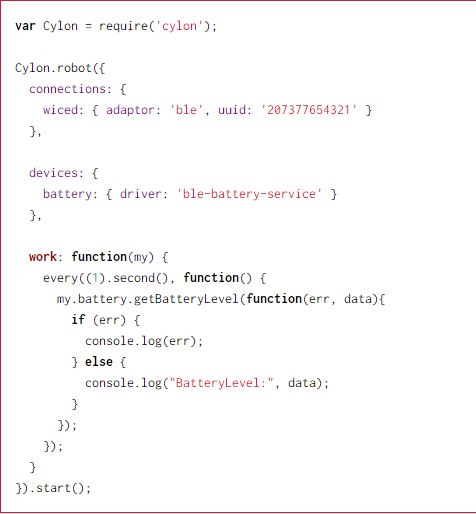 var Cylon = require('cylon');
Cylon.robot({
  connections: {
    wiced: { adaptor: 'ble', uuid: '207377654321' }
  },
  devices: {
    battery: { driver: 'ble-battery-service' }
  },
  work: function(my) {
    every((1).second(), function() {
      my.battery.getBatteryLevel(function(err, data){
        if (err) {
          console.log(err);
        } else {
          console.log("BatteryLevel:", data);
        }
      });
    });
  }
}).start();